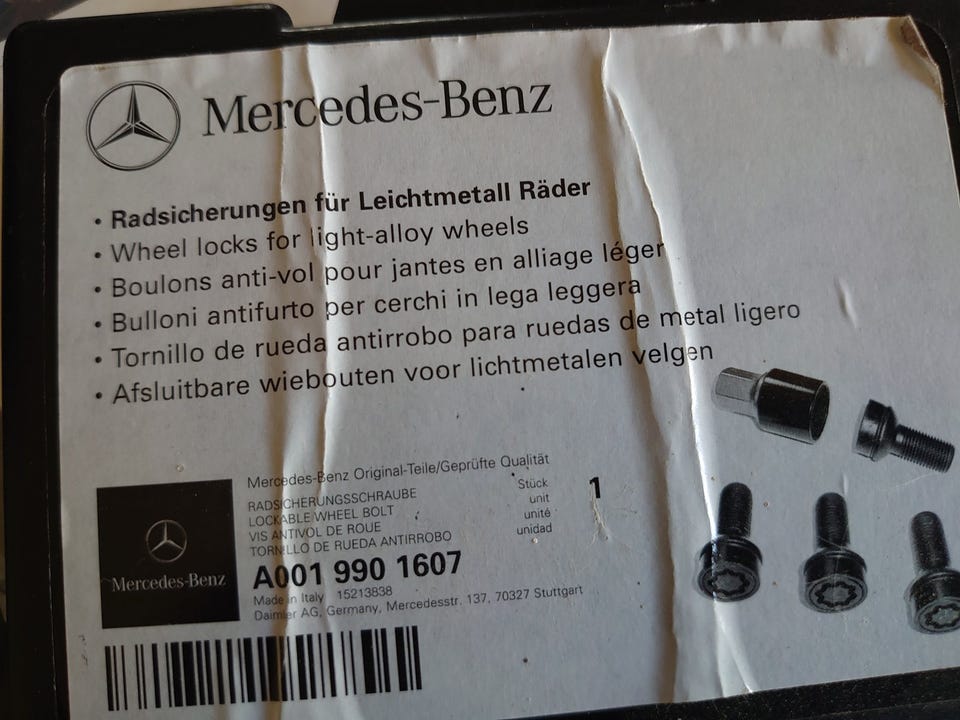 Mercedes-Benz
• Radsicherungen für Leichtmetall Räder
• Wheel locks for light-alloy wheels
• Boulons anti-vol pour jantes en alliage léger
• Bulloni antifurto per cerchi in lega leggera
• Tornillo de rueda antirrobo para ruedas de metal ligero
• Afsluitbare wiebouten voor lichtmetalen velgen
Mercedes-Benz Original-Teile/Geprüfte Qualität
RADSICHERUNGSSCHRAUBE
LOCKABLE WHEEL BOLT
VIS ANTIVOL DE ROUE
TORNILLO DE RUEDA ANTIRROBO
Stück
unit
unité
unidad
1
A001 990 1607
Made in Italy 15213838
Daimler AG, Germany, Mercedesstr. 137, 70327 Stuttgart
Mercedes-Benz